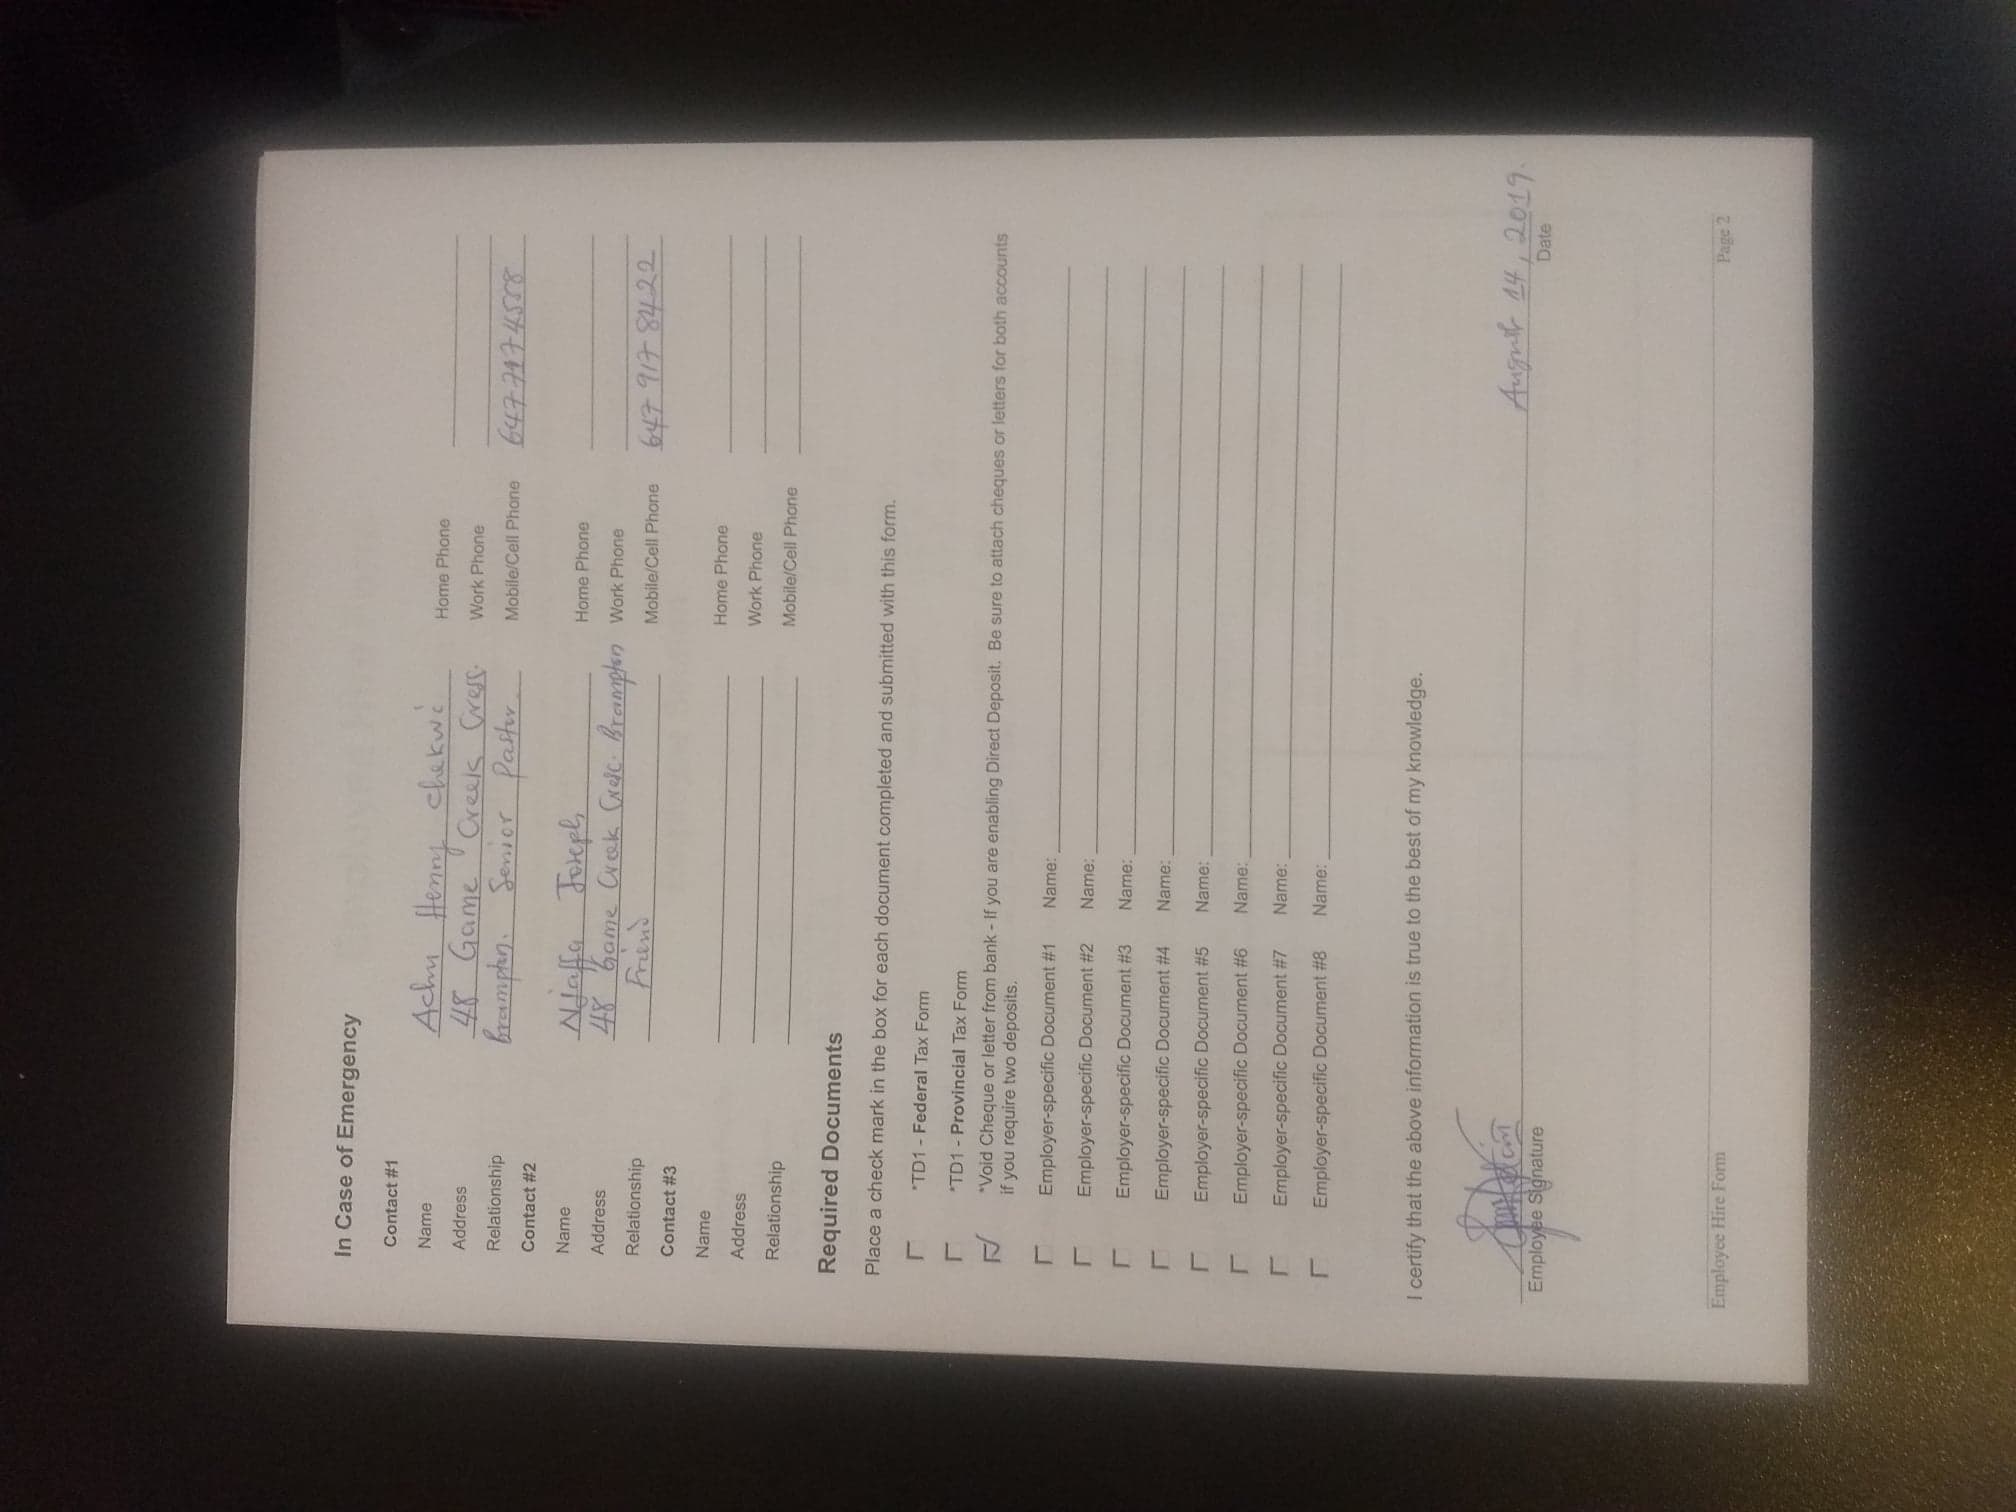 In Case of Emergency
Contact #1
Name Achu Henry chekwi Home Phone
Address 48 Game Creek Cress. Work Phone
Relationship Brampton. Senior Pastor Mobile/Cell Phone 647-717-4588
Contact #2
Name Njaffa Joseph Home Phone
Address 48 Game Creek Cresc. Brampton Work Phone
Relationship Friend Mobile/Cell Phone 647 917 8422
Contact #3
Name Home Phone
Address Work Phone
Relationship Mobile/Cell Phone
Required Documents
Place a check mark in the box for each document completed and submitted with this form.
*TD1 - Federal Tax Form
*TD1 - Provincial Tax Form
*Void Cheque or letter from bank - If you are enabling Direct Deposit. Be sure to attach cheques or letters for both accounts
if you require two deposits.
Employer-specific Document #1 Name:
Employer-specific Document #2 Name:
Employer-specific Document #3 Name:
Employer-specific Document #4 Name:
Employer-specific Document #5 Name:
Employer-specific Document #6 Name:
Employer-specific Document #7 Name:
Employer-specific Document #8 Name:
I certify that the above information is true to the best of my knowledge.
August 14, 2019.
Employee Signature Date
Employee Hire Form Page 2